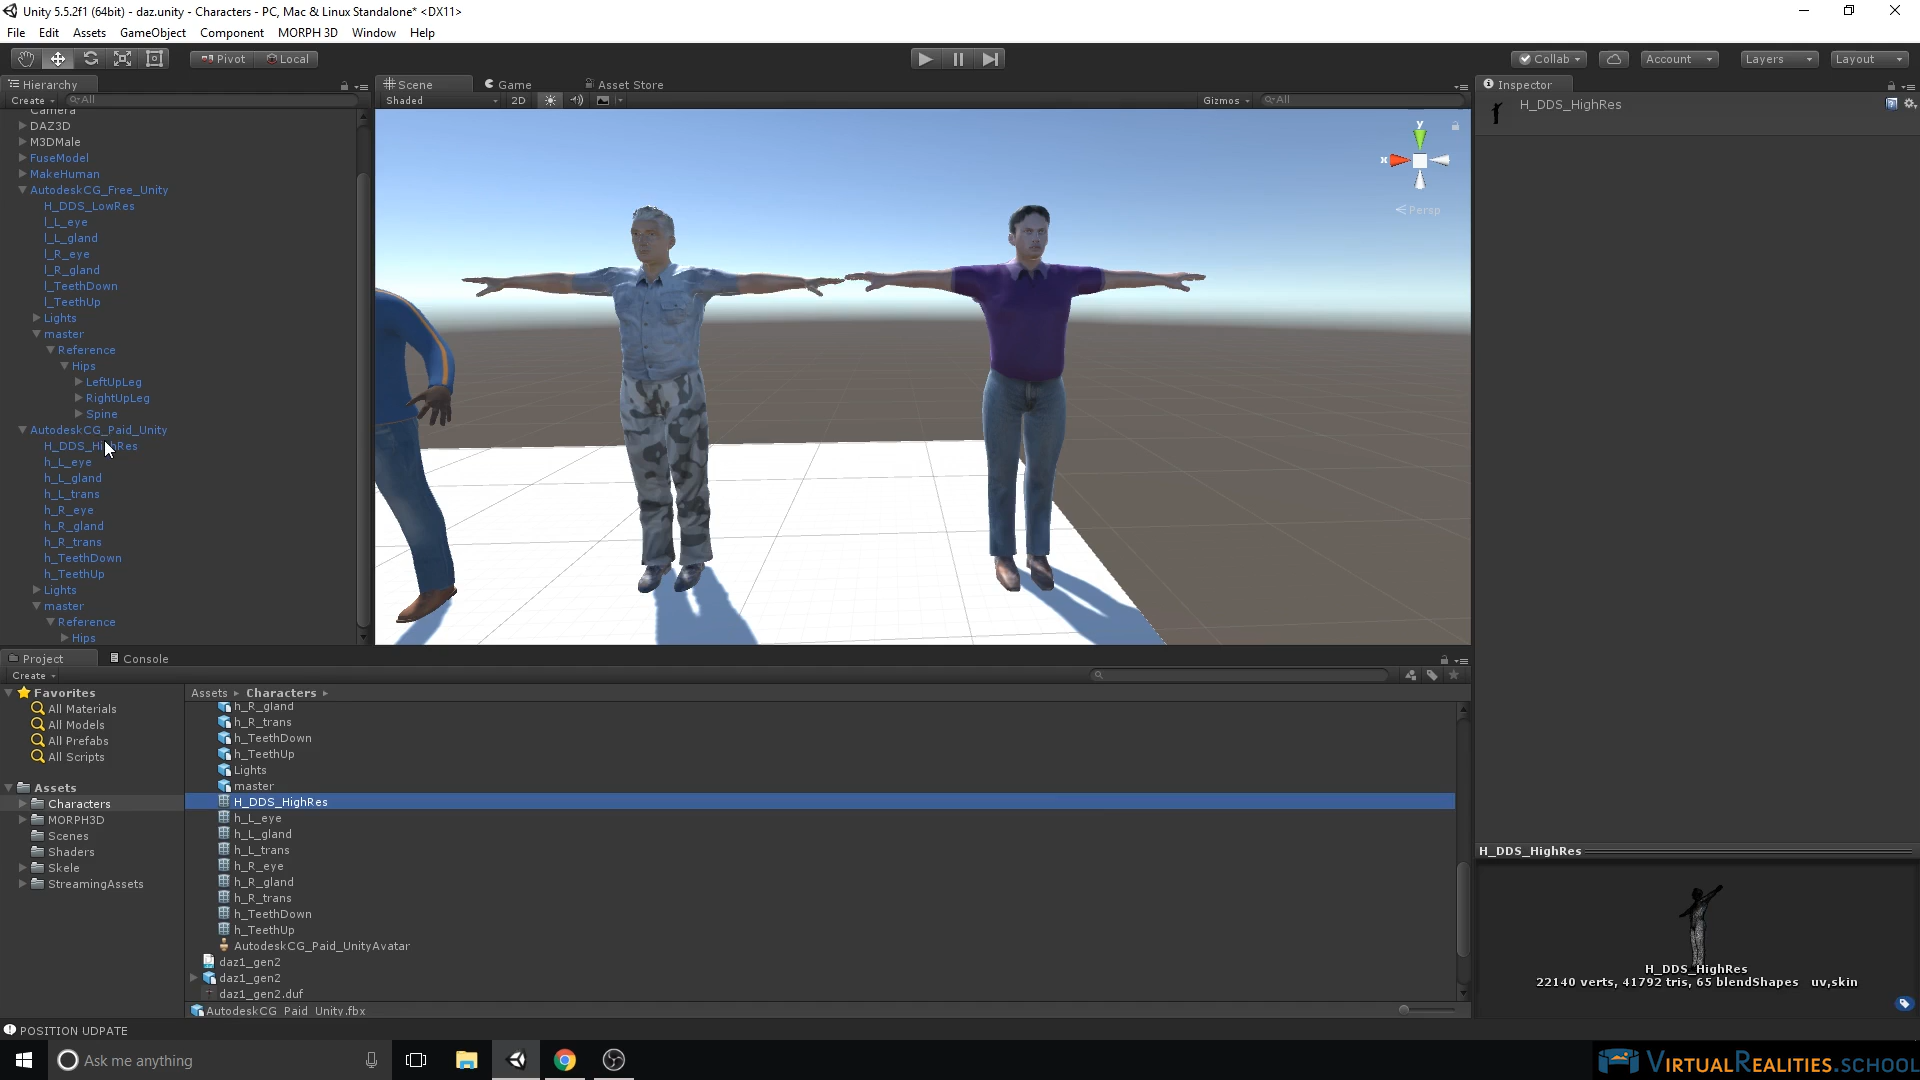 Unity 5.5.2f1 (64bit) - daz.unity - Characters - PC, Mac & Linux Standalone* <DX11>
File Edit Assets GameObject Component MORPH 3D Window Help
Pivot Local Collab Account Layers Layout
Hierarchy
Create All
Camera
DAZ3D
M3DMale
FuseModel
MakeHuman
AutodeskCG_Free_Unity
H_DDS_LowRes
l_L_eye
l_L_gland
l_R_eye
l_R_gland
l_TeethDown
l_TeethUp
Lights
master
Reference
Hips
LeftUpLeg
RightUpLeg
Spine
AutodeskCG_Paid_Unity
H_DDS_HighRes
h_L_eye
h_L_gland
h_L_trans
h_R_eye
h_R_gland
h_R_trans
h_TeethDown
h_TeethUp
Lights
master
Reference
Hips
Scene Game Asset Store
Shaded 2D Gizmos All
y
x
Persp
Inspector
H_DDS_HighRes
Project Console
Create
Favorites
All Materials
All Models
All Prefabs
All Scripts
Assets
Characters
MORPH3D
Scenes
Shaders
Skele
StreamingAssets
Assets Characters
h_R_gland
h_R_trans
h_TeethDown
h_TeethUp
Lights
master
H_DDS_HighRes
h_L_eye
h_L_gland
h_L_trans
h_R_eye
h_R_gland
h_R_trans
h_TeethDown
h_TeethUp
AutodeskCG_Paid_UnityAvatar
daz1_gen2
daz1_gen2
daz1_gen2.duf
AutodeskCG_Paid_Unity.fbx
H_DDS_HighRes
H_DDS_HighRes
22140 verts, 41792 tris, 65 blendShapes uv,skin
POSITION UDPATE
Ask me anything
VIRTUALREALITIES.SCHOOL